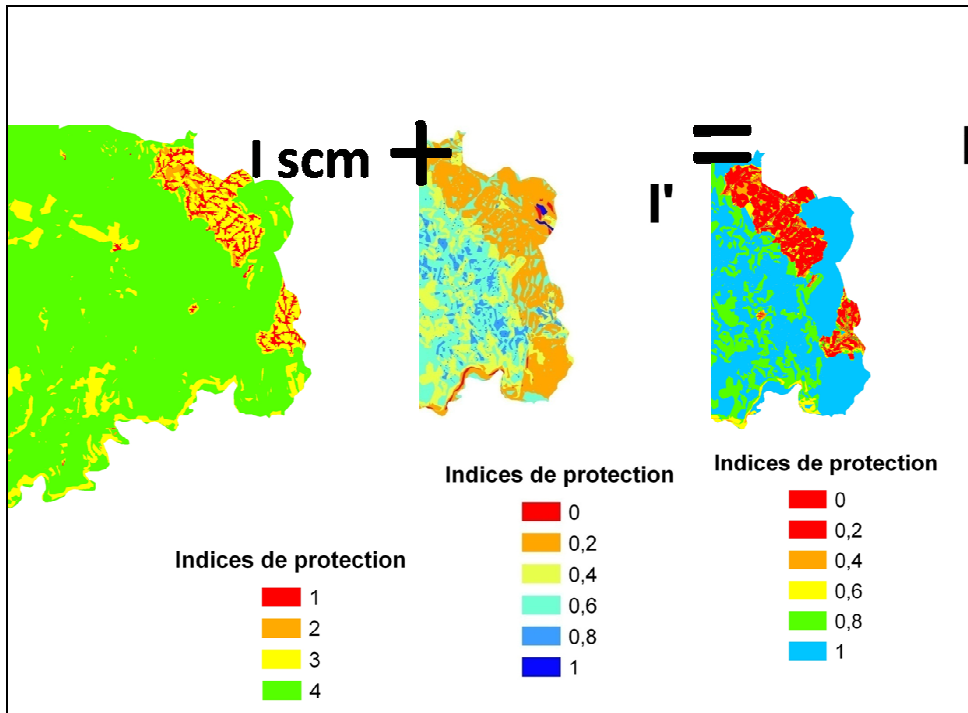 I scm + =
I'
I
Indices de protection
1
2
3
4
Indices de protection
0
0,2
0,4
0,6
0,8
1
Indices de protection
0
0,2
0,4
0,6
0,8
1